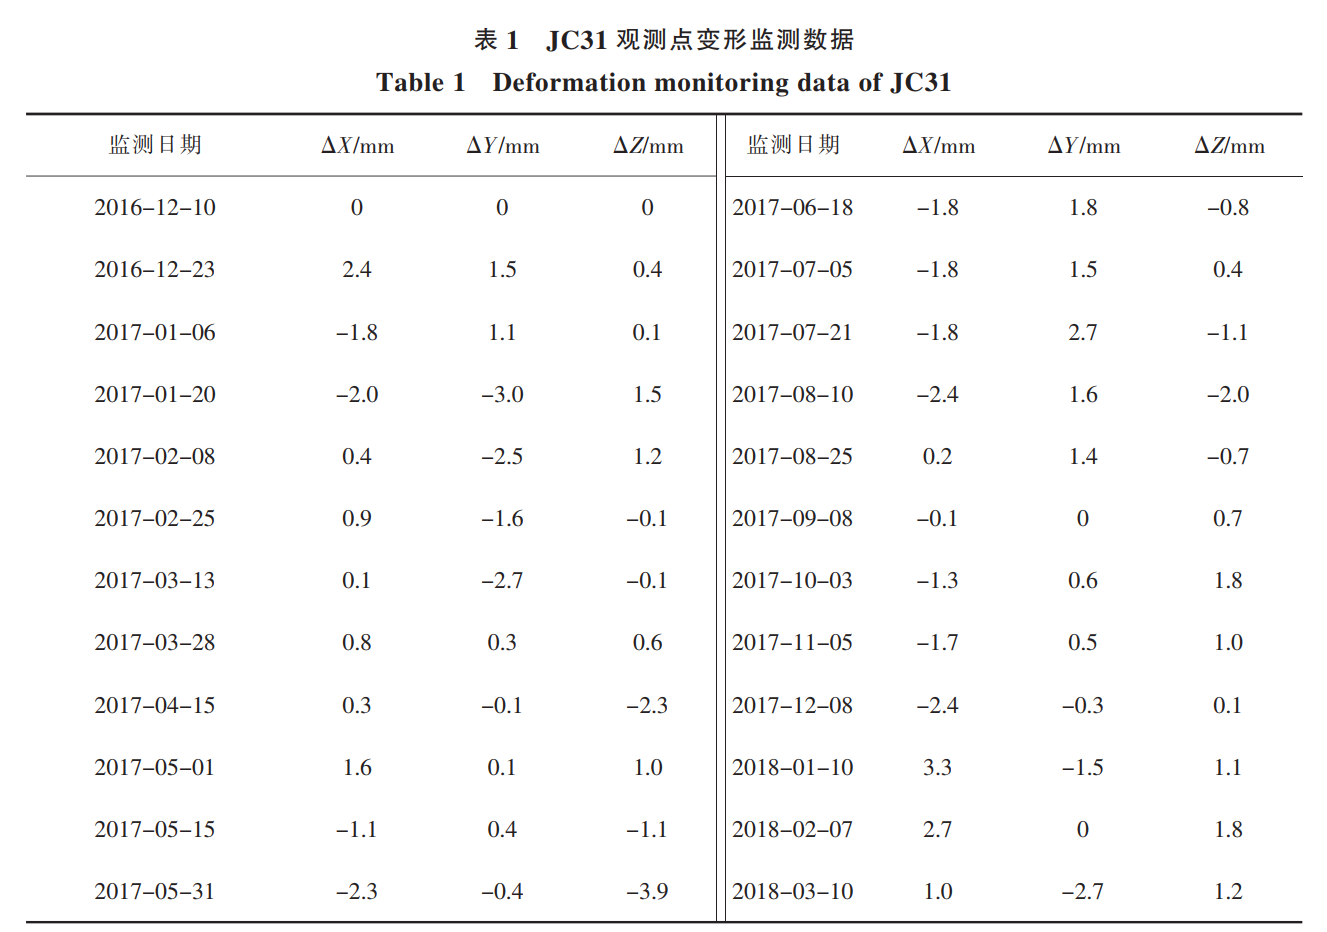 表 1 JC31 观测点变形监测数据
Table 1 Deformation monitoring data of JC31
监测日期 ΔX/mm ΔY/mm ΔZ/mm 监测日期 ΔX/mm ΔY/mm ΔZ/mm
2016-12-10 0 0 0 2017-06-18 -1.8 1.8 -0.8
2016-12-23 2.4 1.5 0.4 2017-07-05 -1.8 1.5 0.4
2017-01-06 -1.8 1.1 0.1 2017-07-21 -1.8 2.7 -1.1
2017-01-20 -2.0 -3.0 1.5 2017-08-10 -2.4 1.6 -2.0
2017-02-08 0.4 -2.5 1.2 2017-08-25 0.2 1.4 -0.7
2017-02-25 0.9 -1.6 -0.1 2017-09-08 -0.1 0 0.7
2017-03-13 0.1 -2.7 -0.1 2017-10-03 -1.3 0.6 1.8
2017-03-28 0.8 0.3 0.6 2017-11-05 -1.7 0.5 1.0
2017-04-15 0.3 -0.1 -2.3 2017-12-08 -2.4 -0.3 0.1
2017-05-01 1.6 0.1 1.0 2018-01-10 3.3 -1.5 1.1
2017-05-15 -1.1 0.4 -1.1 2018-02-07 2.7 0 1.8
2017-05-31 -2.3 -0.4 -3.9 2018-03-10 1.0 -2.7 1.2